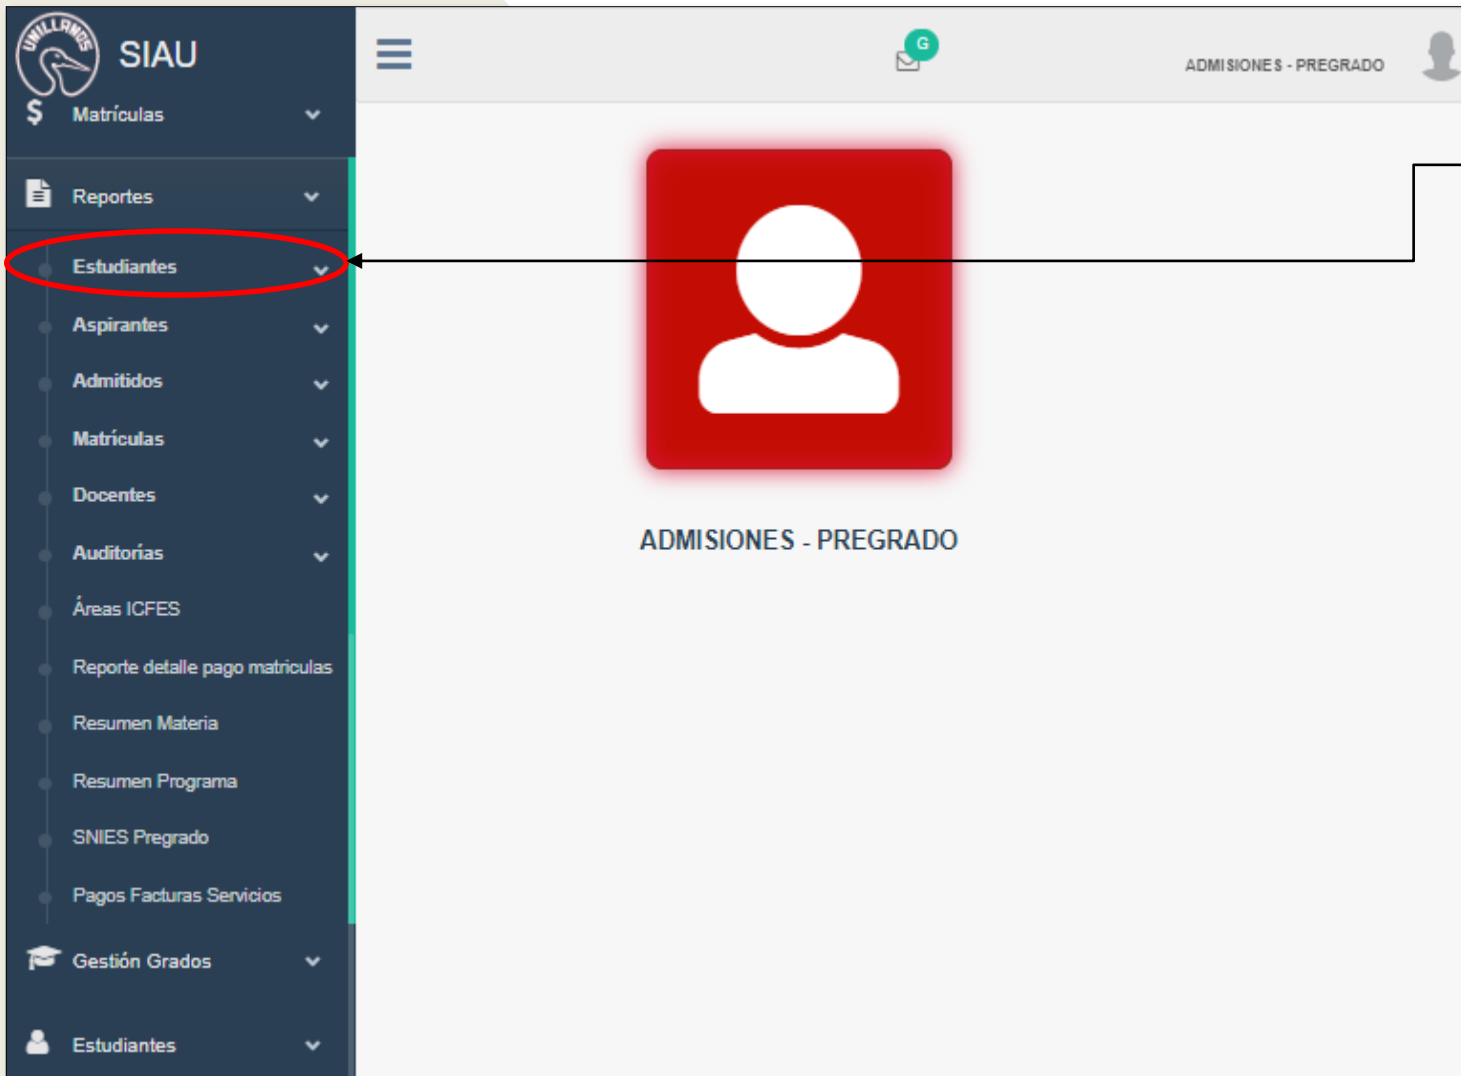 UNILLANOS
SIAU
G
ADMISIONES - PREGRADO
Matrículas
Reportes
Estudiantes
Aspirantes
Admitidos
Matrículas
Docentes
Auditorías
Áreas ICFES
Reporte detalle pago matriculas
Resumen Materia
Resumen Programa
SNIES Pregrado
Pagos Facturas Servicios
Gestión Grados
Estudiantes
ADMISIONES - PREGRADO